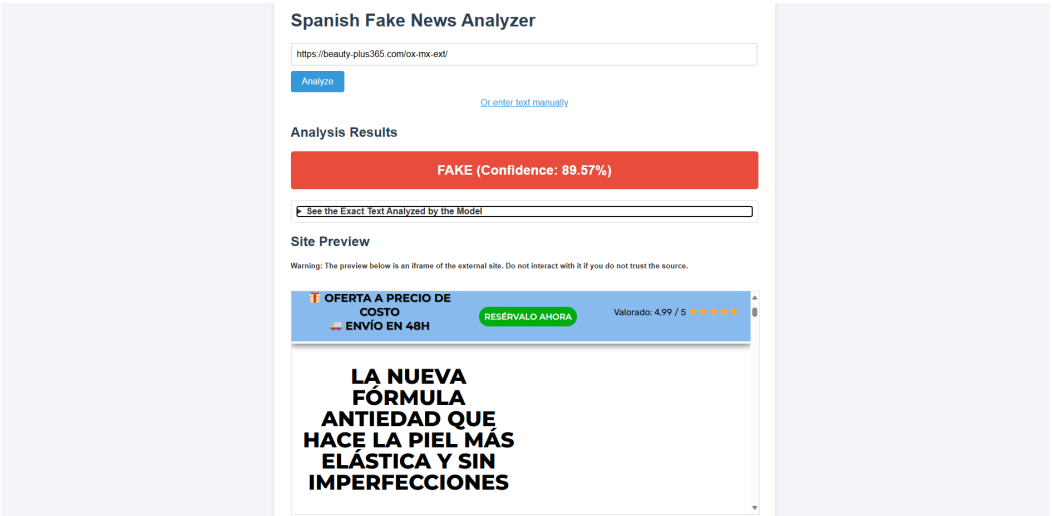 Spanish Fake News Analyzer
https://beauty-plus365.com/ox-mx-ext/
Analyze
Or enter text manually
Analysis Results
FAKE (Confidence: 89.57%)
▶ See the Exact Text Analyzed by the Model
Site Preview
Warning: The preview below is an iframe of the external site. Do not interact with it if you do not trust the source.
🎁 OFERTA A PRECIO DE
COSTO
🚚 ENVÍO EN 48H
RESÉRVALO AHORA
Valorado: 4,99 / 5 ⭐⭐⭐⭐⭐
LA NUEVA
FÓRMULA
ANTIEDAD QUE
HACE LA PIEL MÁS
ELÁSTICA Y SIN
IMPERFECCIONES